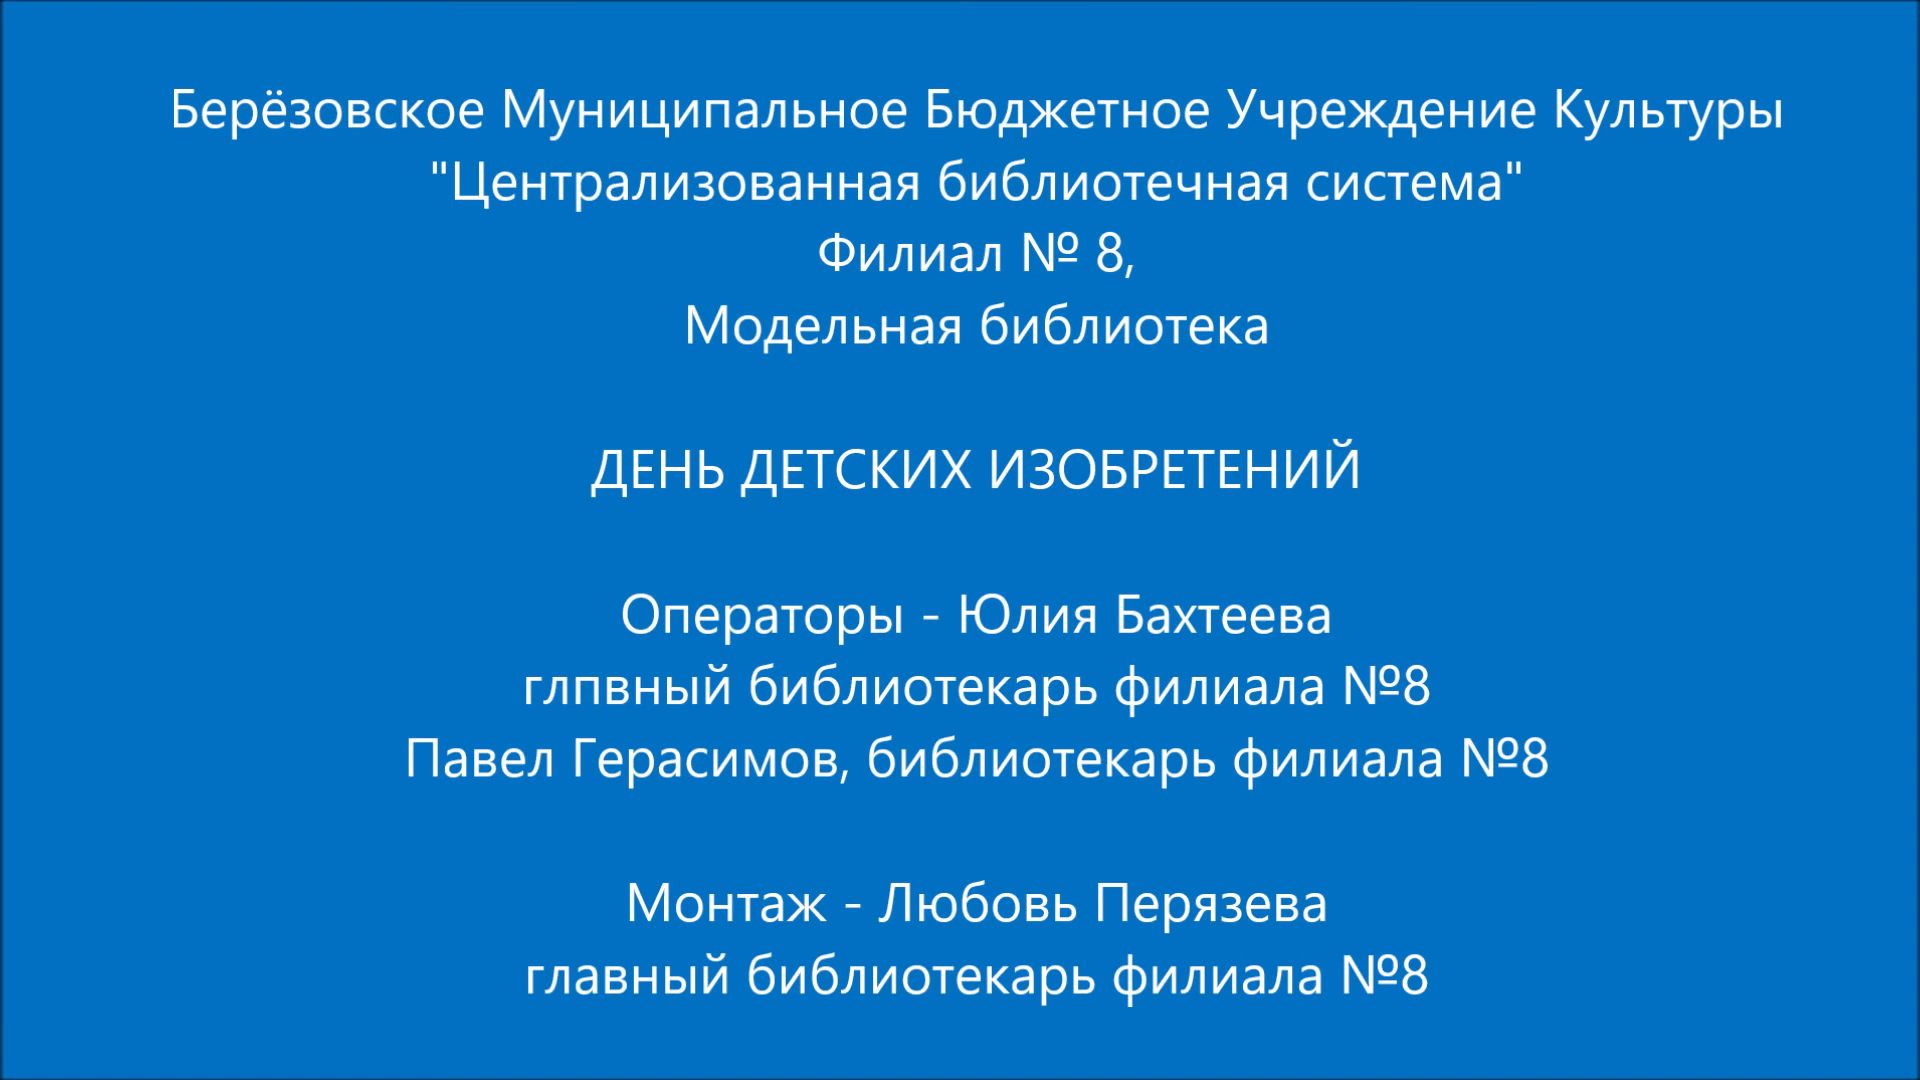 Берёзовское Муниципальное Бюджетное Учреждение Культуры
"Централизованная библиотечная система"
Филиал № 8,
Модельная библиотека
ДЕНЬ ДЕТСКИХ ИЗОБРЕТЕНИЙ
Операторы - Юлия Бахтеева
глпвный библиотекарь филиала №8
Павел Герасимов, библиотекарь филиала №8
Монтаж - Любовь Перязева
главный библиотекарь филиала №8